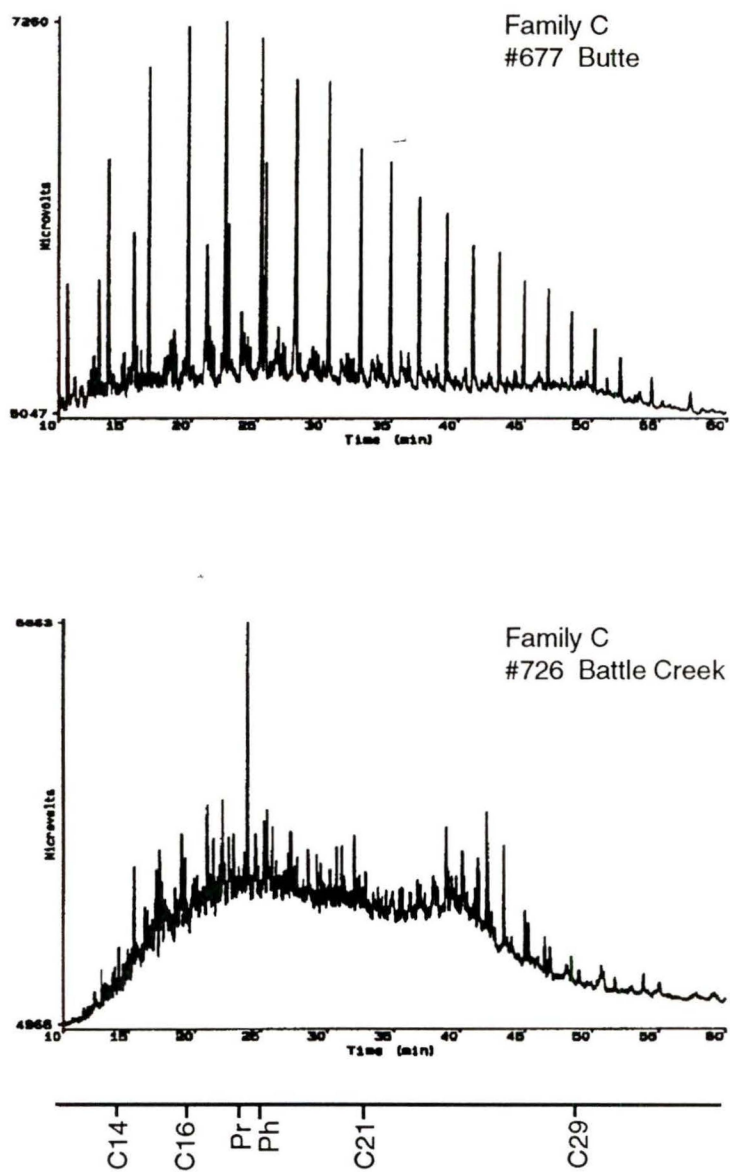 7260
Family C
#677 Butte
Microvolts
5047
10 15 20 25 30 35 40 45 50 55 60
Time (min)
Family C
#726 Battle Creek
Microvolts
4966
10 15 20 25 30 35 40 45 50 55 60
Time (min)
C14 C16 Pr Ph C21 C29